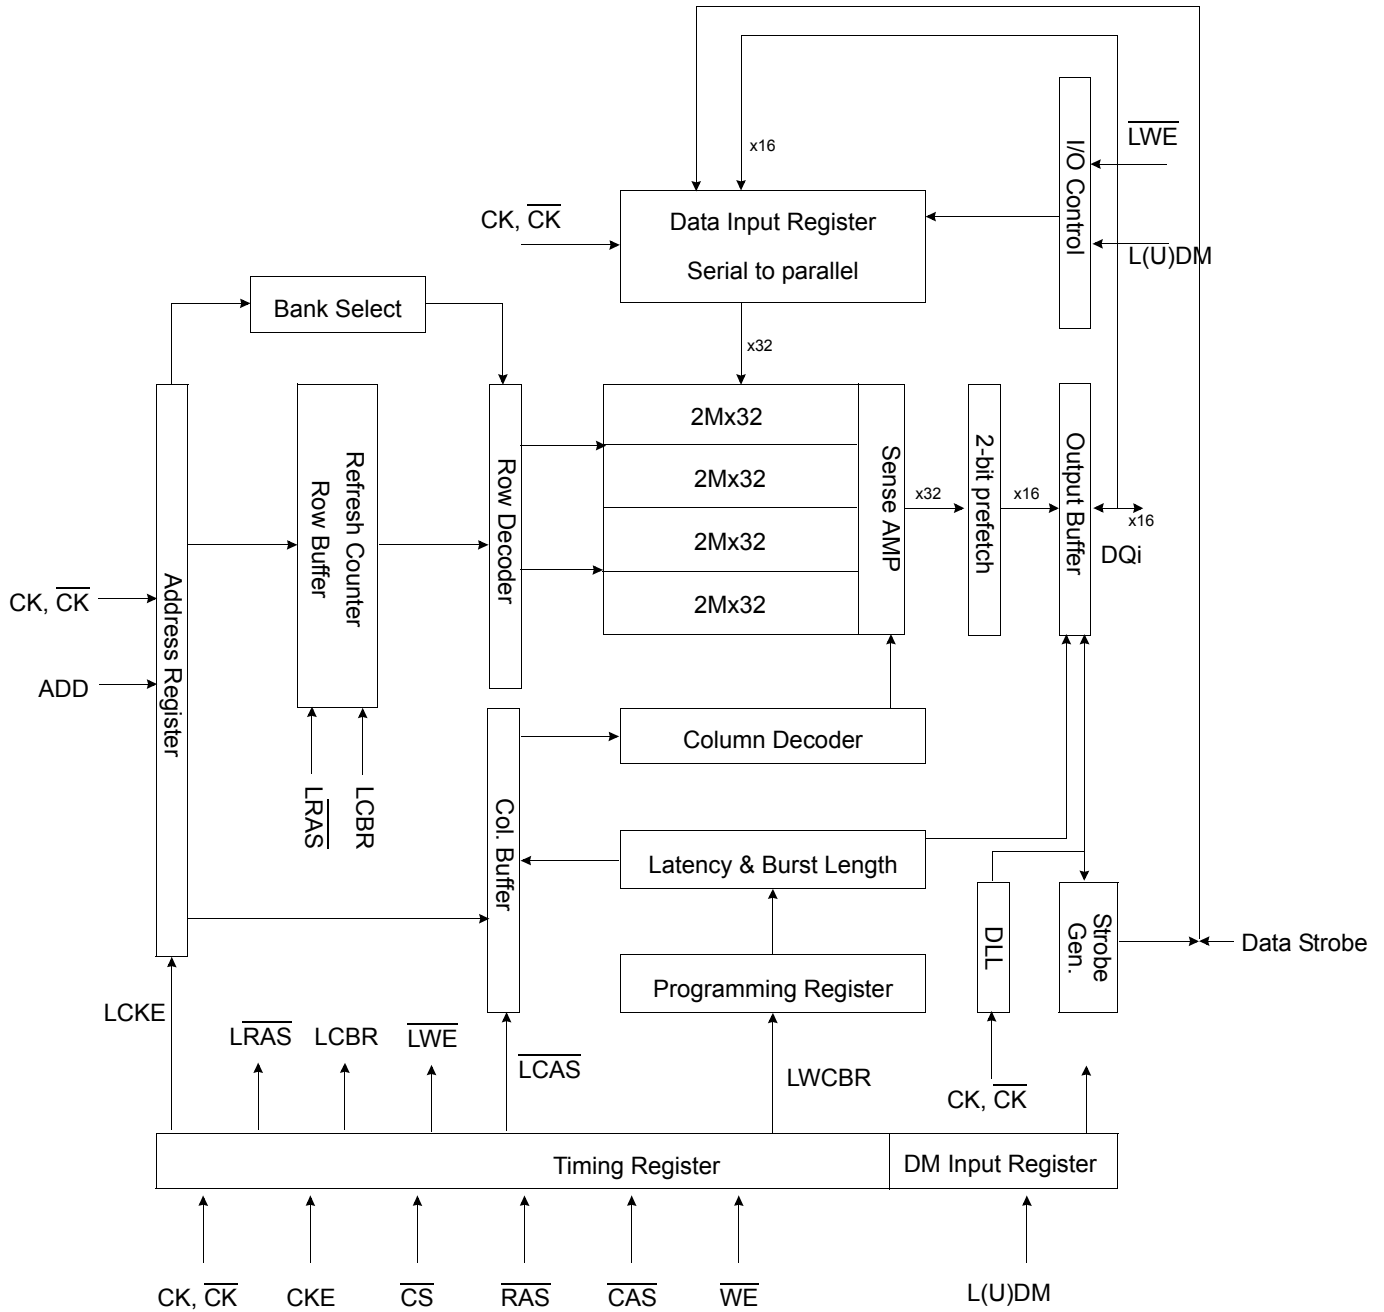 x16
LWE
I/O Control
CK, CK
Data Input Register
Serial to parallel
L(U)DM
Bank Select
x32
2Mx32
2Mx32
2Mx32
2Mx32
Sense AMP
x32
2-bit prefetch
x16
Output Buffer
x16
DQi
Refresh Counter
Row Buffer
Row Decoder
CK, CK
ADD
Address Register
LRAS
LCBR
Col. Buffer
Column Decoder
Latency & Burst Length
Programming Register
DLL
Strobe
Gen.
Data Strobe
LCKE
LRAS
LCBR
LWE
LCAS
LWCBR
CK, CK
Timing Register
DM Input Register
CK, CK
CKE
CS
RAS
CAS
WE
L(U)DM